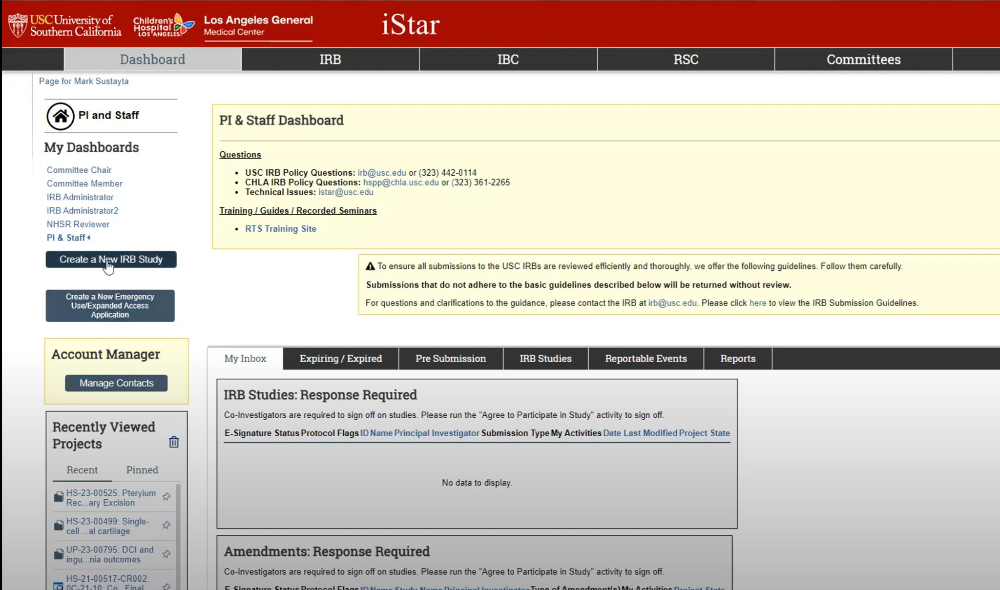 USC University of
Southern California
Children's
Hospital
LOS ANGELES
Los Angeles General
Medical Center
iStar
Dashboard
IRB
IBC
RSC
Committees
Page for Mark Sustayta
PI and Staff
My Dashboards
Committee Chair
Committee Member
IRB Administrator
IRB Administrator2
NHSR Reviewer
PI & Staff
Create a New IRB Study
Create a New Emergency
Use/Expanded Access
Application
Account Manager
Manage Contacts
Recently Viewed
Projects
Recent
Pinned
HS-23-00525: Pteryium
Rec...ary Excision
HS-23-00499: Single-
cell ...al cartilage
UP-23-00795: DCI and
ingu...nia outcomes
HS-21-00517-CR002:
0C-21-10: Co...Final
PI & Staff Dashboard
Questions
• USC IRB Policy Questions: irb@usc.edu or (323) 442-0114
• CHLA IRB Policy Questions: hspp@chla.usc.edu or (323) 361-2265
• Technical Issues: istar@usc.edu
Training / Guides / Recorded Seminars
• RTS Training Site
To ensure all submissions to the USC IRBs are reviewed efficiently and thoroughly, we offer the following guidelines. Follow them carefully.
Submissions that do not adhere to the basic guidelines described below will be returned without review.
For questions and clarifications to the guidance, please contact the IRB at irb@usc.edu. Please click here to view the IRB Submission Guidelines.
My Inbox
Expiring / Expired
Pre Submission
IRB Studies
Reportable Events
Reports
IRB Studies: Response Required
Co-Investigators are required to sign off on studies. Please run the "Agree to Participate in Study" activity to sign off.
E-Signature Status Protocol Flags ID Name Principal Investigator Submission Type My Activities Date Last Modified Project State
No data to display.
Amendments: Response Required
Co-Investigators are required to sign off on studies. Please run the "Agree to Participate in Study" activity to sign off.
E-Signature Status Protocol Flags ID Name Study Name Principal Investigator Type of Amendment(s) My Activities Project State